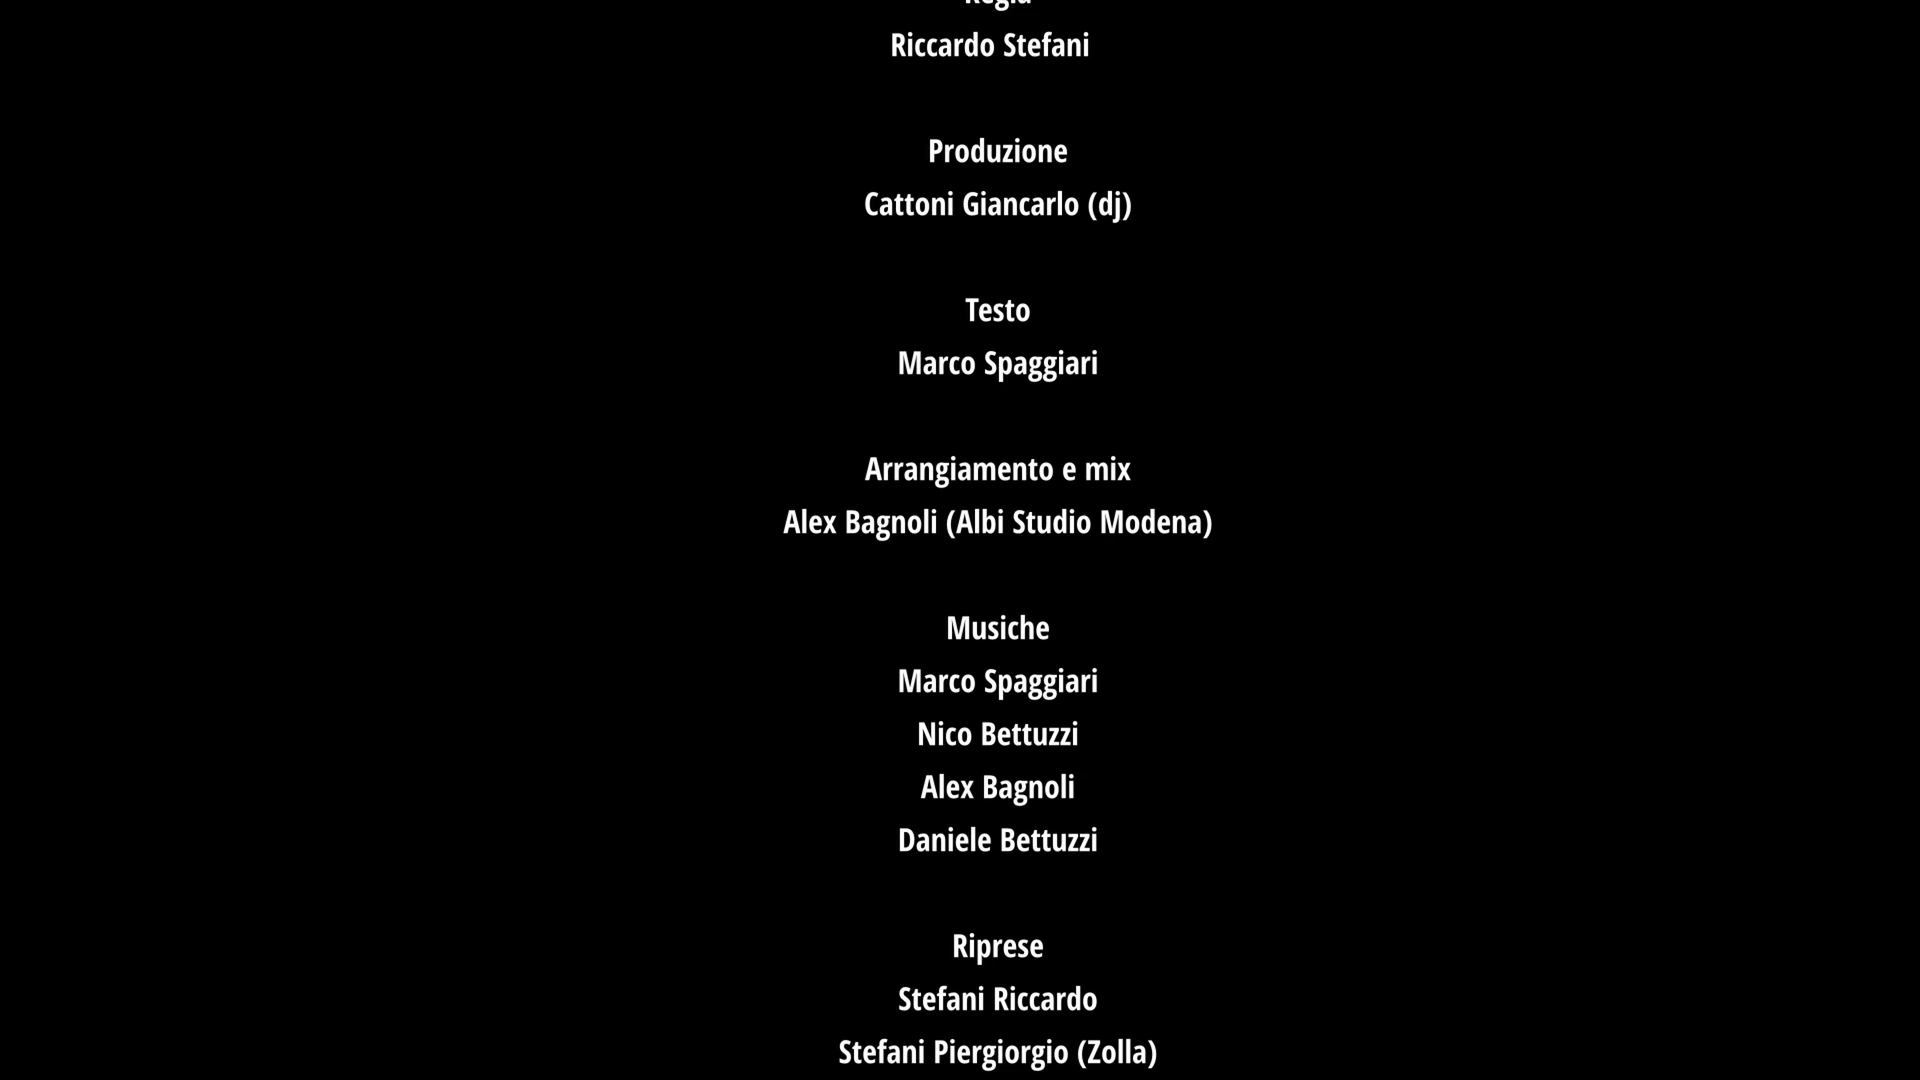 Regia
Riccardo Stefani
Produzione
Cattoni Giancarlo (dj)
Testo
Marco Spaggiari
Arrangiamento e mix
Alex Bagnoli (Albi Studio Modena)
Musiche
Marco Spaggiari
Nico Bettuzzi
Alex Bagnoli
Daniele Bettuzzi
Riprese
Stefani Riccardo
Stefani Piergiorgio (Zolla)